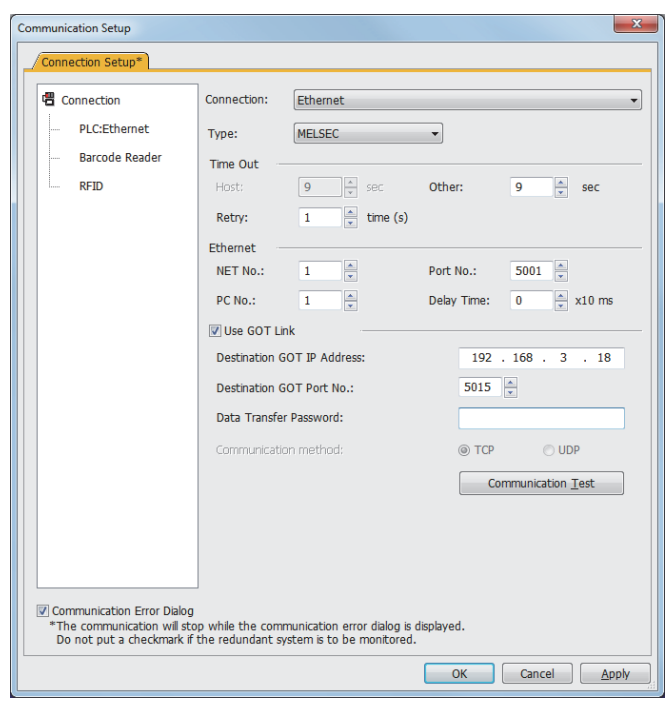 Communication Setup
Connection Setup*
Connection
PLC:Ethernet
Barcode Reader
RFID
Connection: Ethernet
Type: MELSEC
Time Out
Host: 9 sec Other: 9 sec
Retry: 1 time (s)
Ethernet
NET No.: 1 Port No.: 5001
PC No.: 1 Delay Time: 0 x10 ms
Use GOT Link
Destination GOT IP Address: 192 . 168 . 3 . 18
Destination GOT Port No.: 5015
Data Transfer Password:
Communication method: TCP UDP
Communication Test
Communication Error Dialog
*The communication will stop while the communication error dialog is displayed.
Do not put a checkmark if the redundant system is to be monitored.
OK Cancel Apply